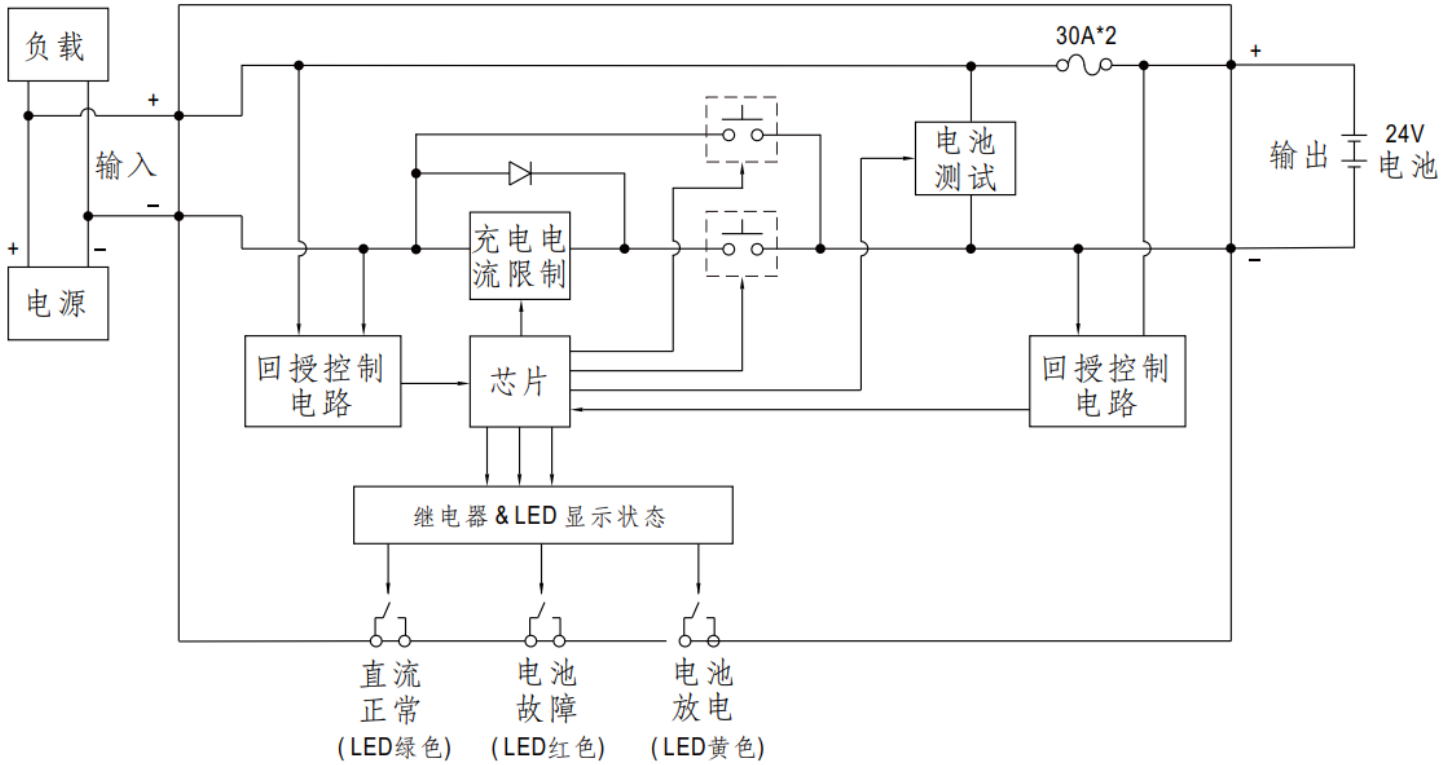 负载
30A*2
+
+
24V
电池
输入
输出
电池
测试
−
+
−
充电电
流限制
−
电源
回授控制
电路
芯片
回授控制
电路
继电器&LED 显示状态
直流
正常
(LED绿色)
电池
故障
(LED红色)
电池
放电
(LED黄色)